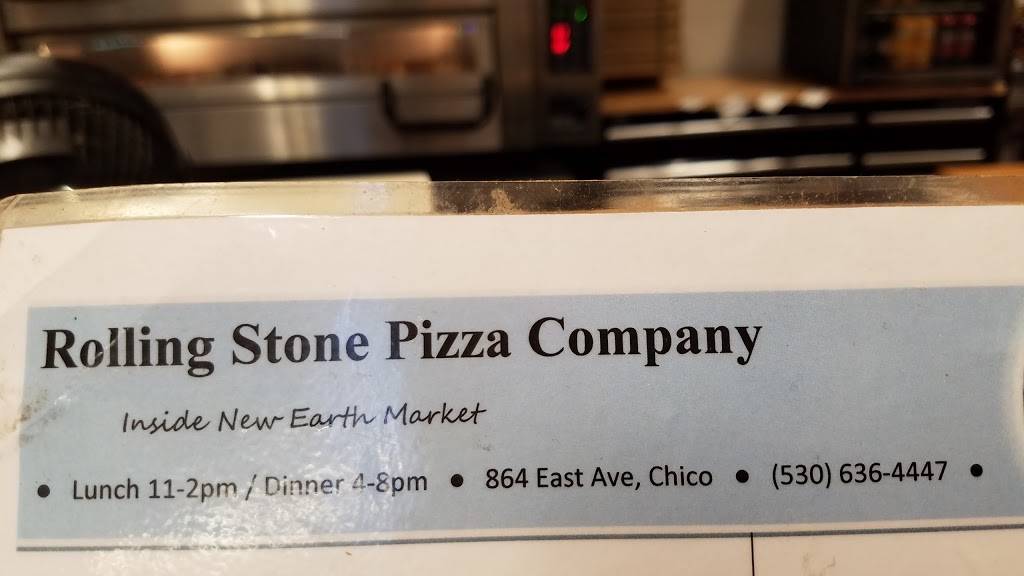 Rolling Stone Pizza Company
Inside New Earth Market
• Lunch 11-2pm / Dinner 4-8pm • 864 East Ave, Chico • (530) 636-4447 •